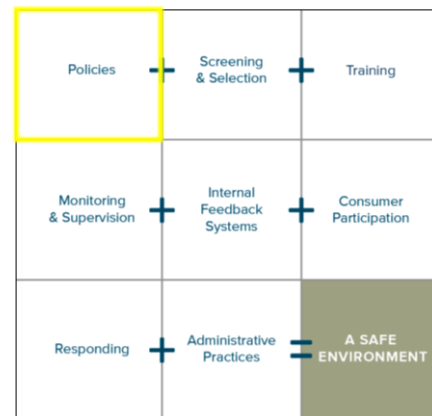 Policies + Screening & Selection + Training
Monitoring & Supervision + Internal Feedback Systems + Consumer Participation
Responding + Administrative Practices = A SAFE ENVIRONMENT